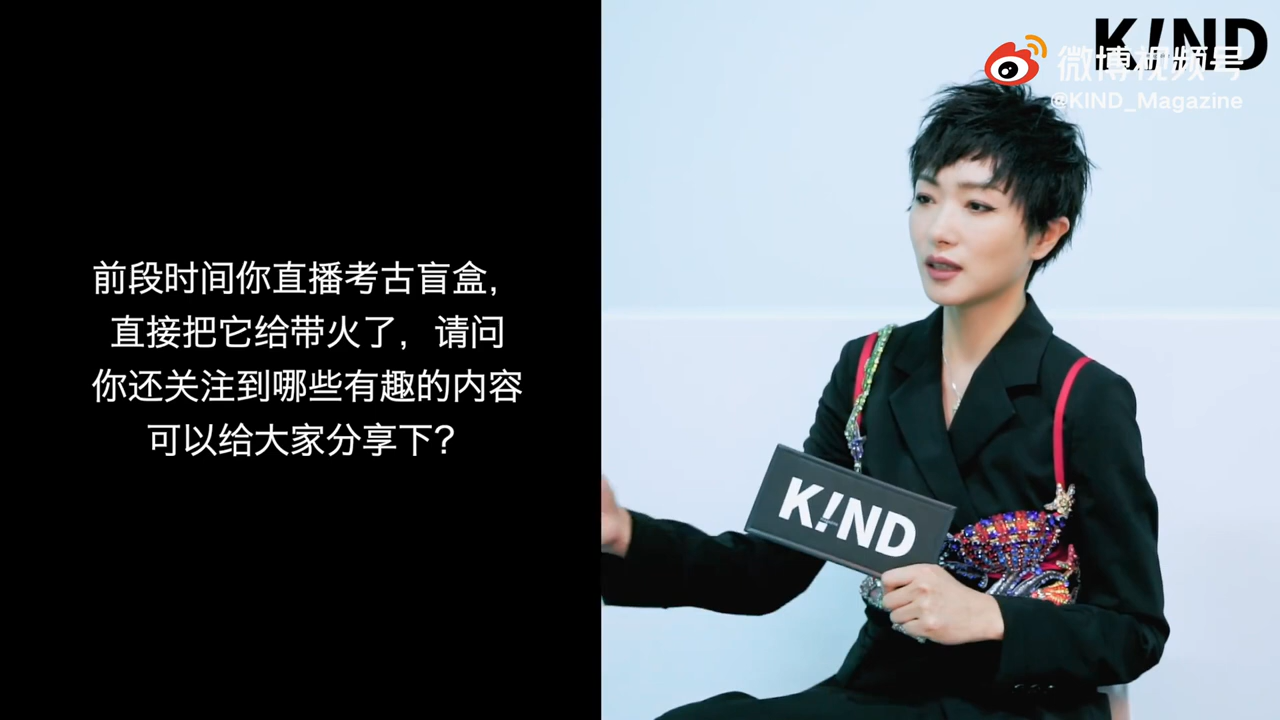 前段时间你直播考古盲盒，
直接把它给带火了，请问
你还关注到哪些有趣的内容
可以给大家分享下？
K!ND
微博视频号
@KIND_Magazine
K!ND